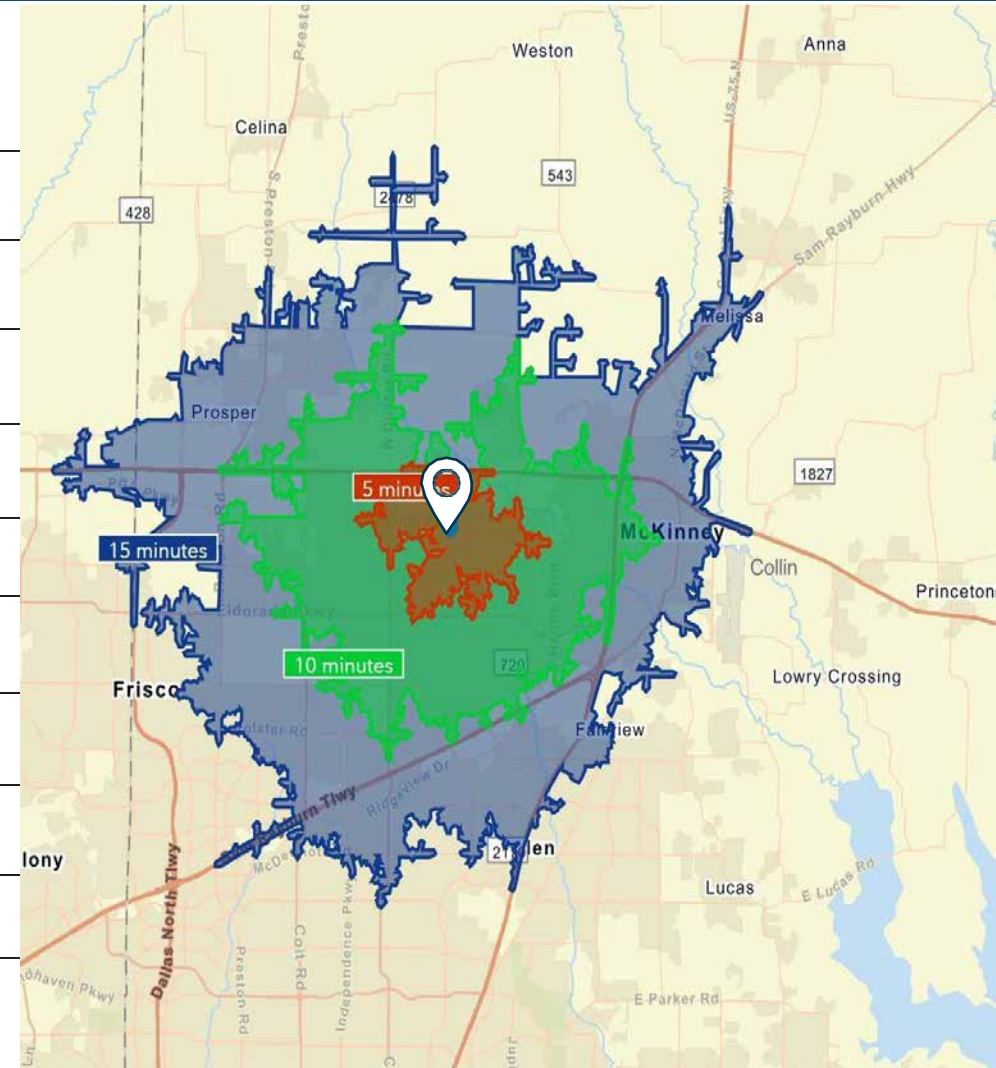 Weston
Anna
Celina
US-75-N
S Preston
2478
543
428
Sam-Rayburn Hwy
Melissa
Prosper
5 minutes
1827
15 minutes
McKinney
Collin
Princeton
Eldorado Pkwy
10 minutes
720
Lowry Crossing
Frisco
Fairview
Ridgeview Dr
Tlwy
len
lony
Lucas
E Lucas Rd
Dallas North Tlwy
Preston Rd
Coit Rd
Independence Pkwy
E Parker Rd